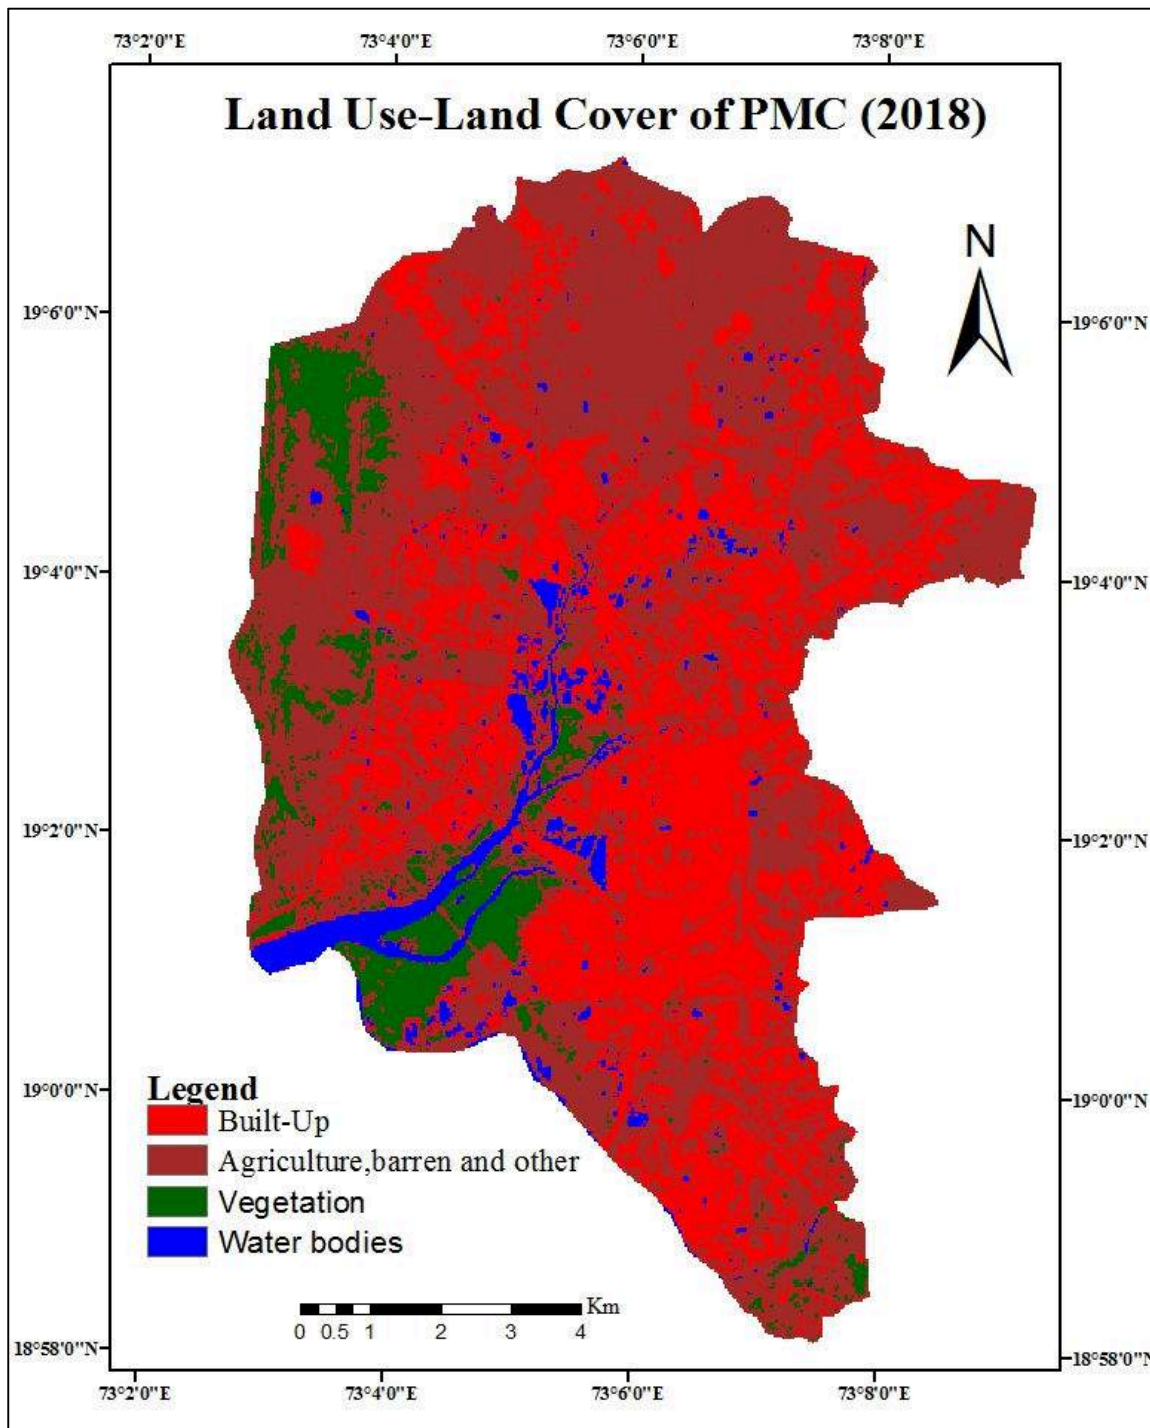 73°2'0"E 73°4'0"E 73°6'0"E 73°8'0"E
Land Use-Land Cover of PMC (2018)
N
19°6'0"N 19°6'0"N
19°4'0"N 19°4'0"N
19°2'0"N 19°2'0"N
19°0'0"N 19°0'0"N
Legend
Built-Up
Agriculture,barren and other
Vegetation
Water bodies
Km
0 0.5 1 2 3 4
18°58'0"N 18°58'0"N
73°2'0"E 73°4'0"E 73°6'0"E 73°8'0"E